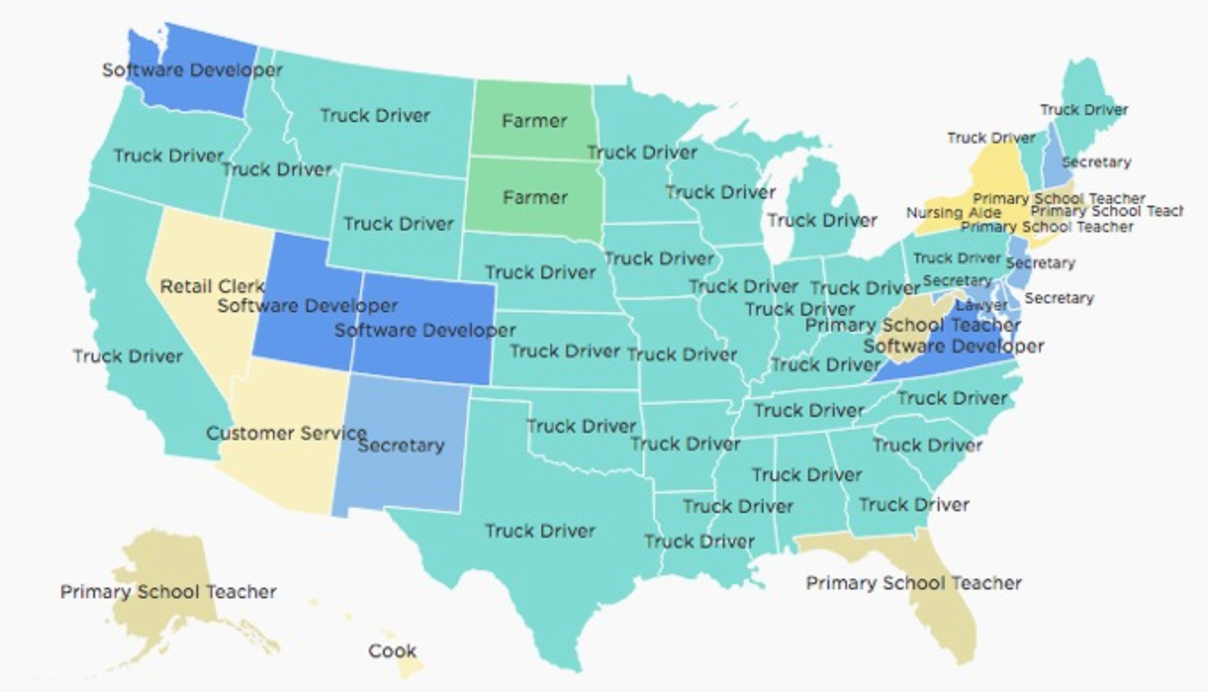 Software Developer
Truck Driver
Truck Driver
Farmer
Truck Driver
Truck Driver
Truck Driver
Truck Driver
Secretary
Truck Driver
Truck Driver
Farmer
Truck Driver
Primary School Teacher
Nursing Aide
Primary School Teach
Truck Driver
Truck Driver
Primary School Teacher
Truck Driver
Truck Driver
Truck Driver
Secretary
Retail Clerk
Truck Driver
Truck Driver
Secretary
Software Developer
Truck Driver
Lawyer
Secretary
Software Developer
Primary School Teacher
Truck Driver
Truck Driver
Truck Driver
Software Developer
Truck Driver
Truck Driver
Truck Driver
Customer Service
Truck Driver
Secretary
Truck Driver
Truck Driver
Truck Driver
Truck Driver
Truck Driver
Truck Driver
Truck Driver
Primary School Teacher
Primary School Teacher
Cook